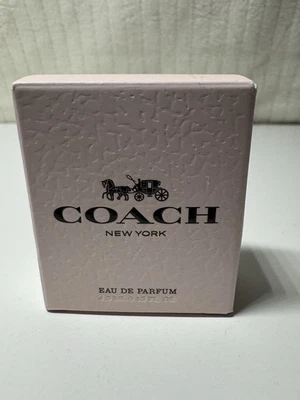 COACH
NEW YORK
EAU DE PARFUM